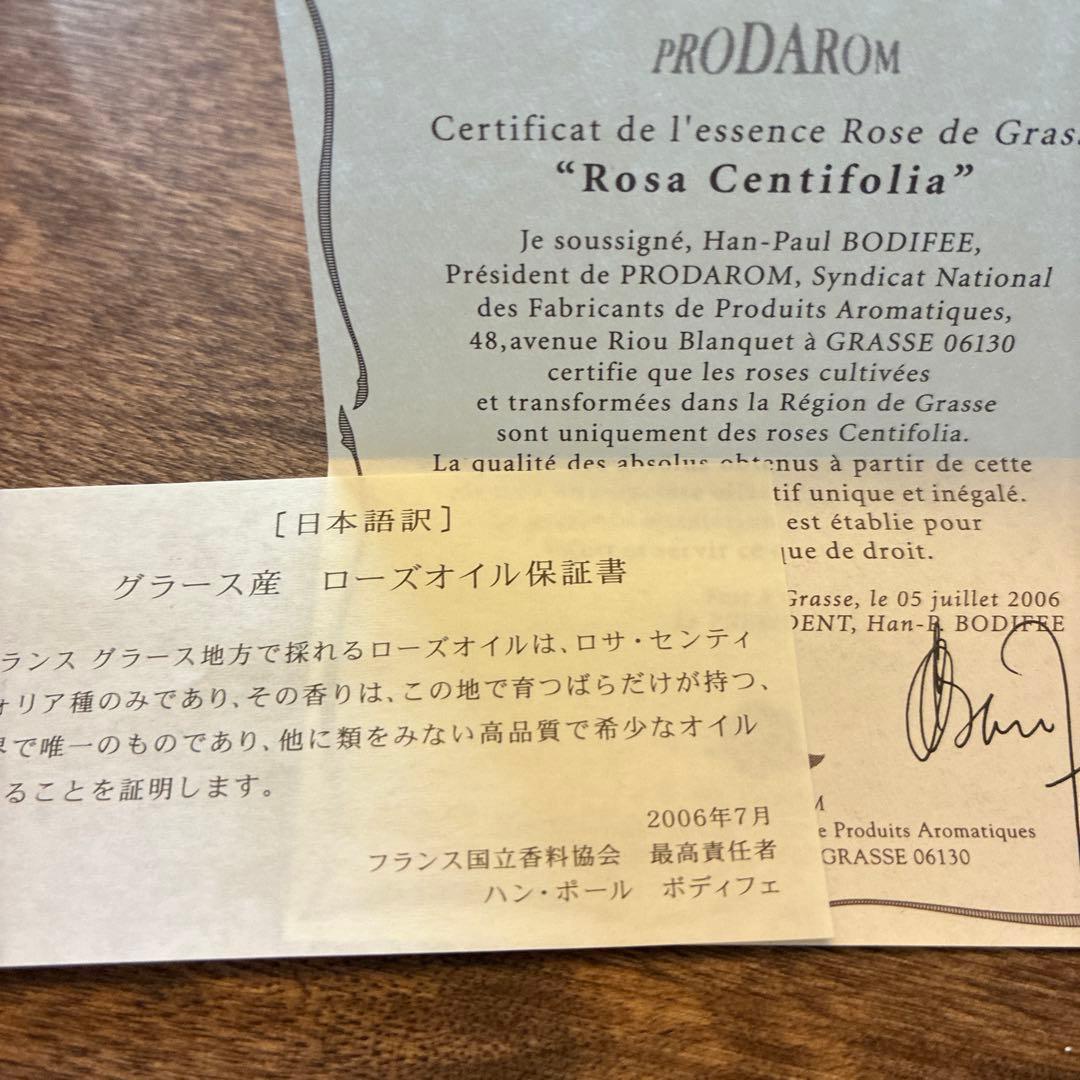 PRODAROM
Certificat de l'essence Rose de Gras
“Rosa Centifolia”
Je soussigné, Han-Paul BODIFEE,
Président de PRODAROM, Syndicat National
des Fabricants de Produits Aromatiques,
48,avenue Riou Blanquet à GRASSE 06130
certifie que les roses cultivées
et transformées dans la Région de Grasse
sont uniquement des roses Centifolia.
La qualité des absolus obtenus à partir de cette
tif unique et inégalé.
est établie pour
que de droit.
Grasse, le 05 juillet 2006
DENT, Han-P. BODIFEE
M
e Produits Aromatiques
GRASSE 06130
［日本語訳］
グラース産　ローズオイル保証書
ランス グラース地方で採れるローズオイルは、ロサ・センティ
ォリア種のみであり、その香りは、この地で育つばらだけが持つ、
界で唯一のものであり、他に類をみない高品質で希少なオイル
ることを証明します。
2006年7月
フランス国立香料協会　最高責任者
ハン・ポール　ボディフェ